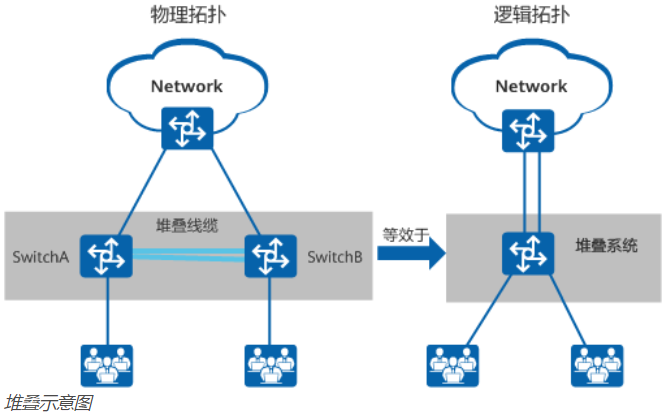 物理拓扑
逻辑拓扑
Network
Network
堆叠线缆
SwitchA
SwitchB
等效于
堆叠系统
堆叠示意图